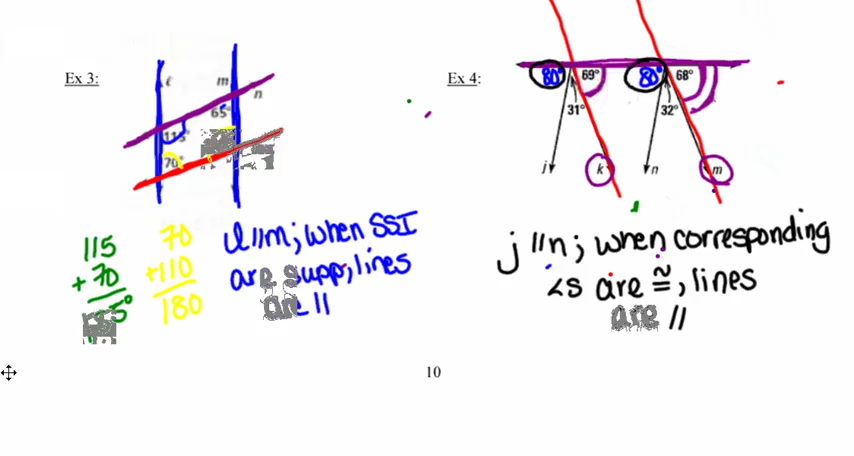 Ex 3:
ℓ
m
n
65°
115°
70°
115
+ 70
5°
70
+110
180
ℓ // m ; when SSI
supp, lines
//
Ex 4:
80°
69°
80°
68°
31°
32°
j
k
n
m
j // n ; when corresponding
∠s are ≅, lines
are //
10